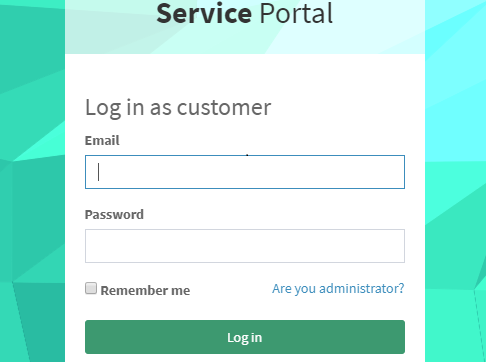 Service Portal
Log in as customer
Email
Password
Remember me
Are you administrator?
Log in